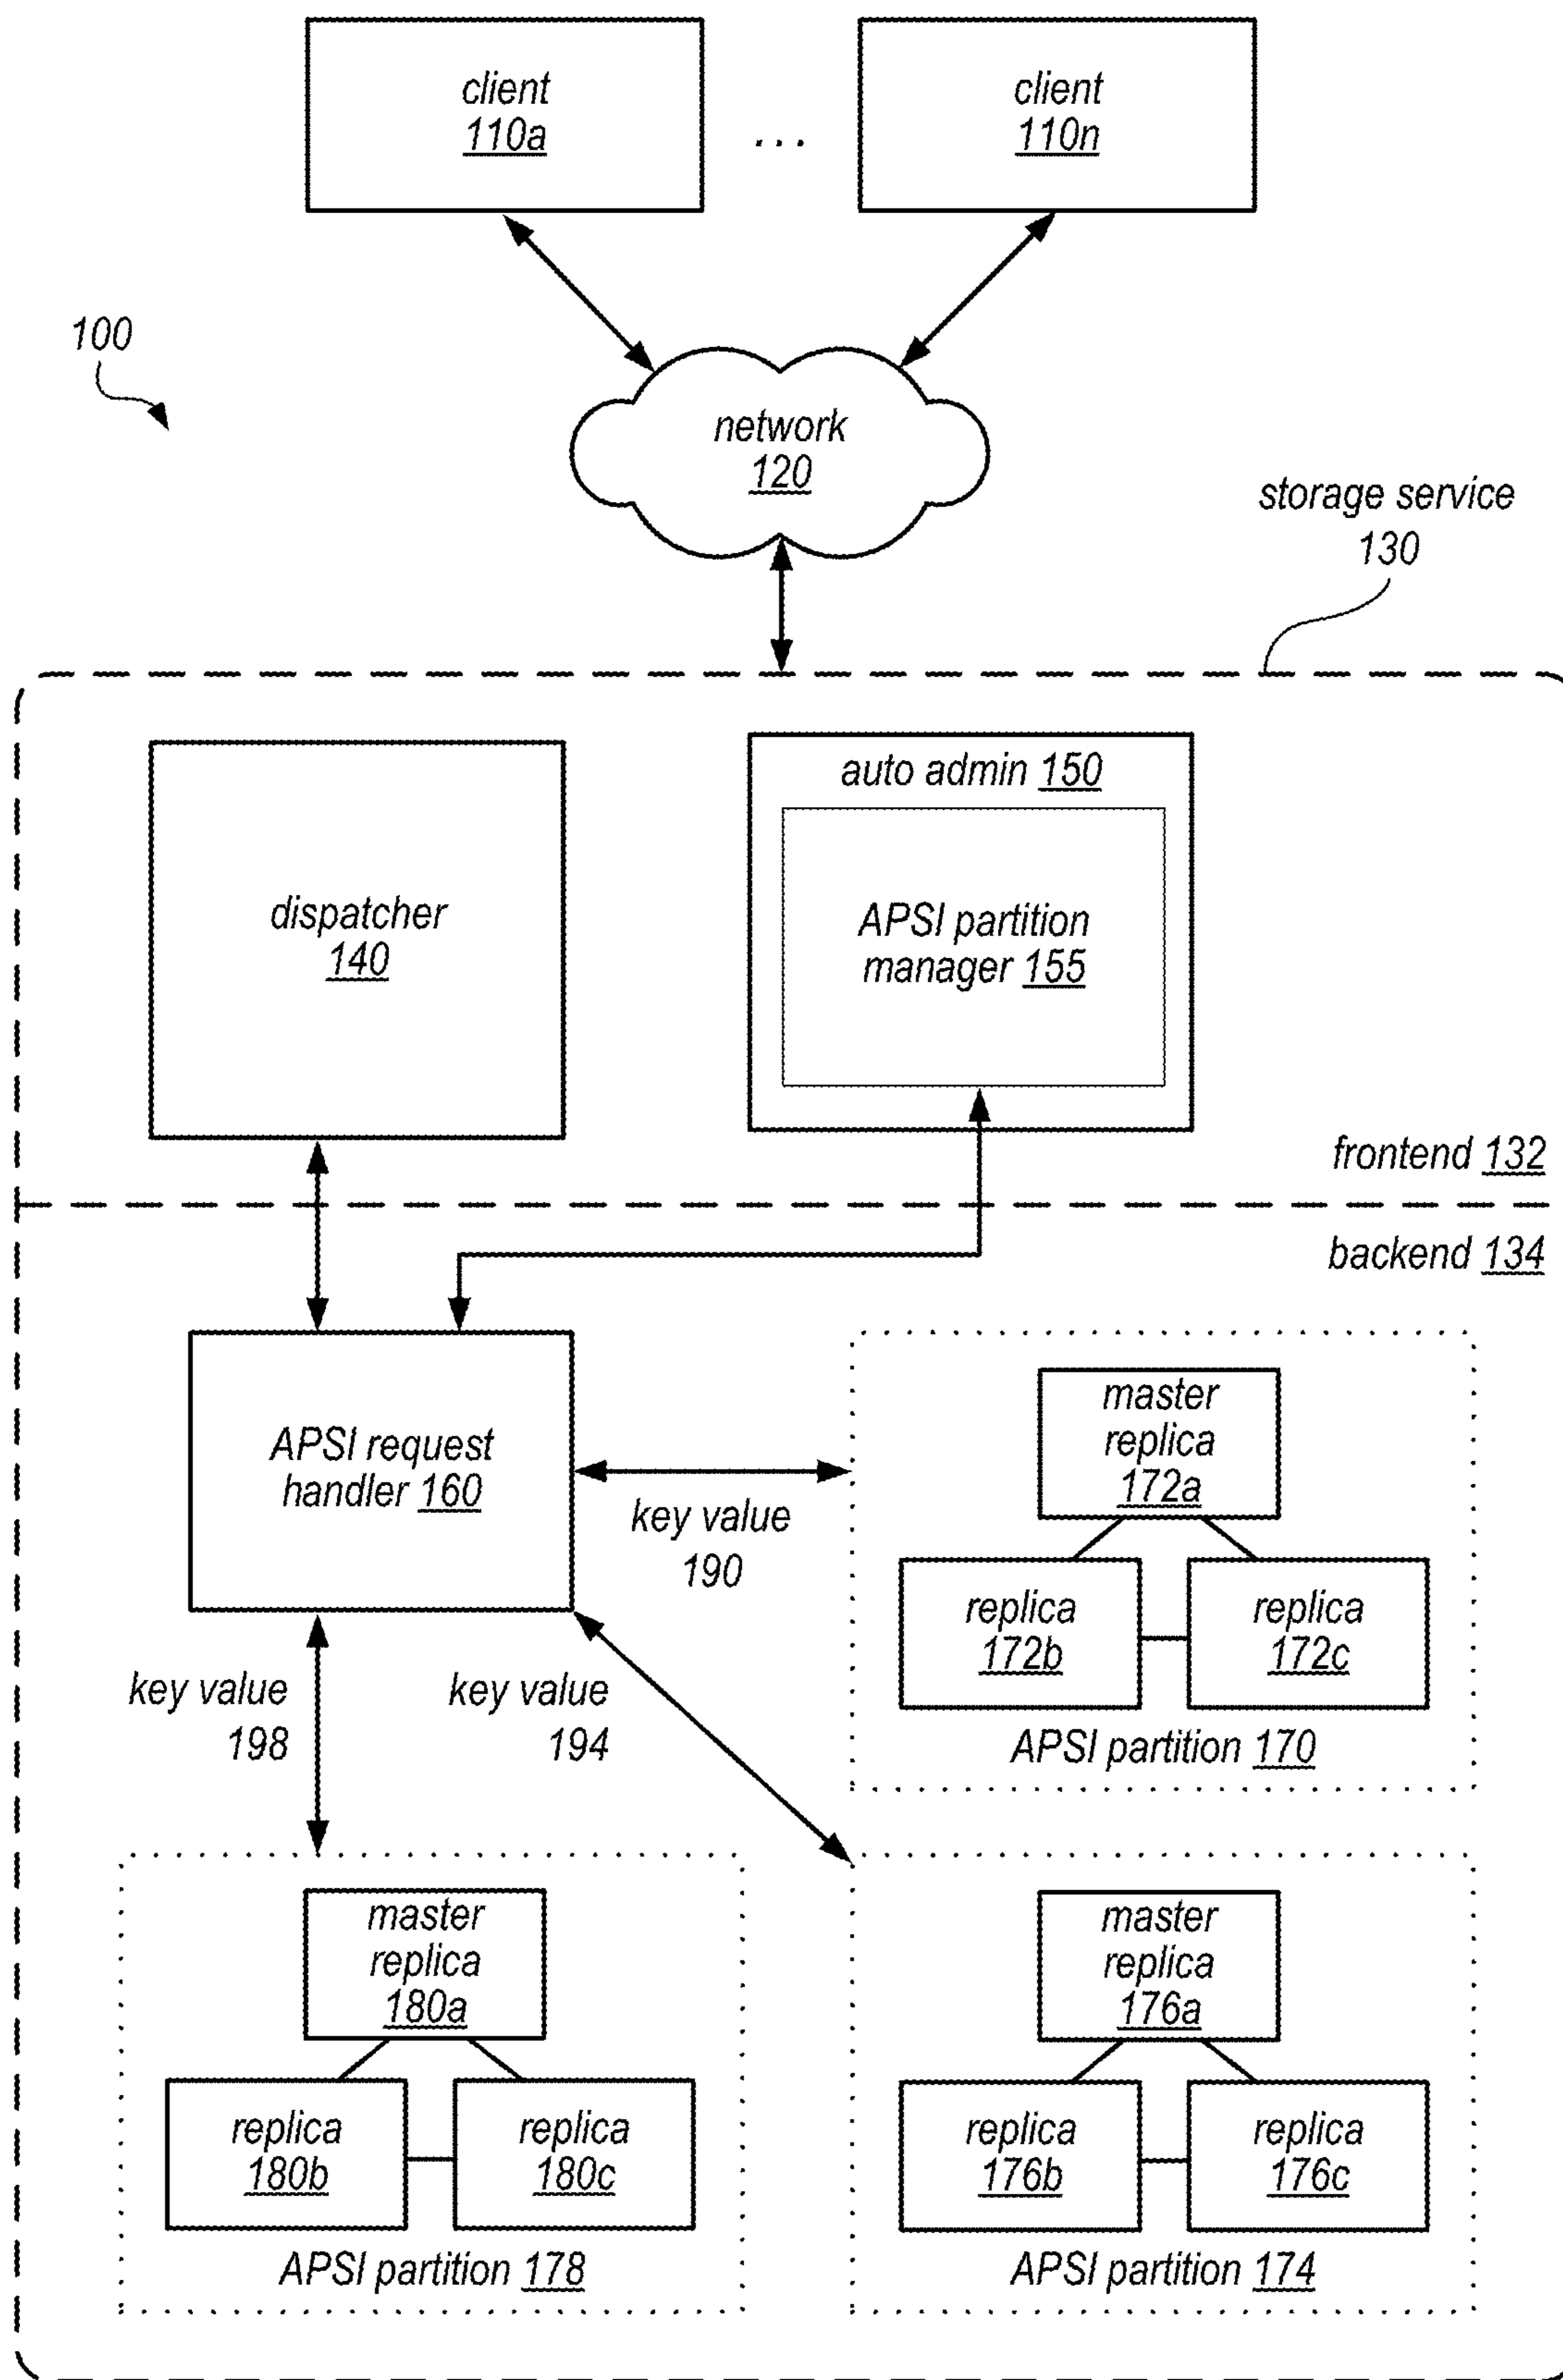 client
110a
...
client
110n
100
network
120
storage service
130
dispatcher
140
auto admin 150
APSI partition
manager 155
frontend 132
backend 134
APSI request
handler 160
key value
190
master
replica
172a
replica
172b
replica
172c
APSI partition 170
key value
198
key value
194
master
replica
180a
replica
180b
replica
180c
APSI partition 178
master
replica
176a
replica
176b
replica
176c
APSI partition 174